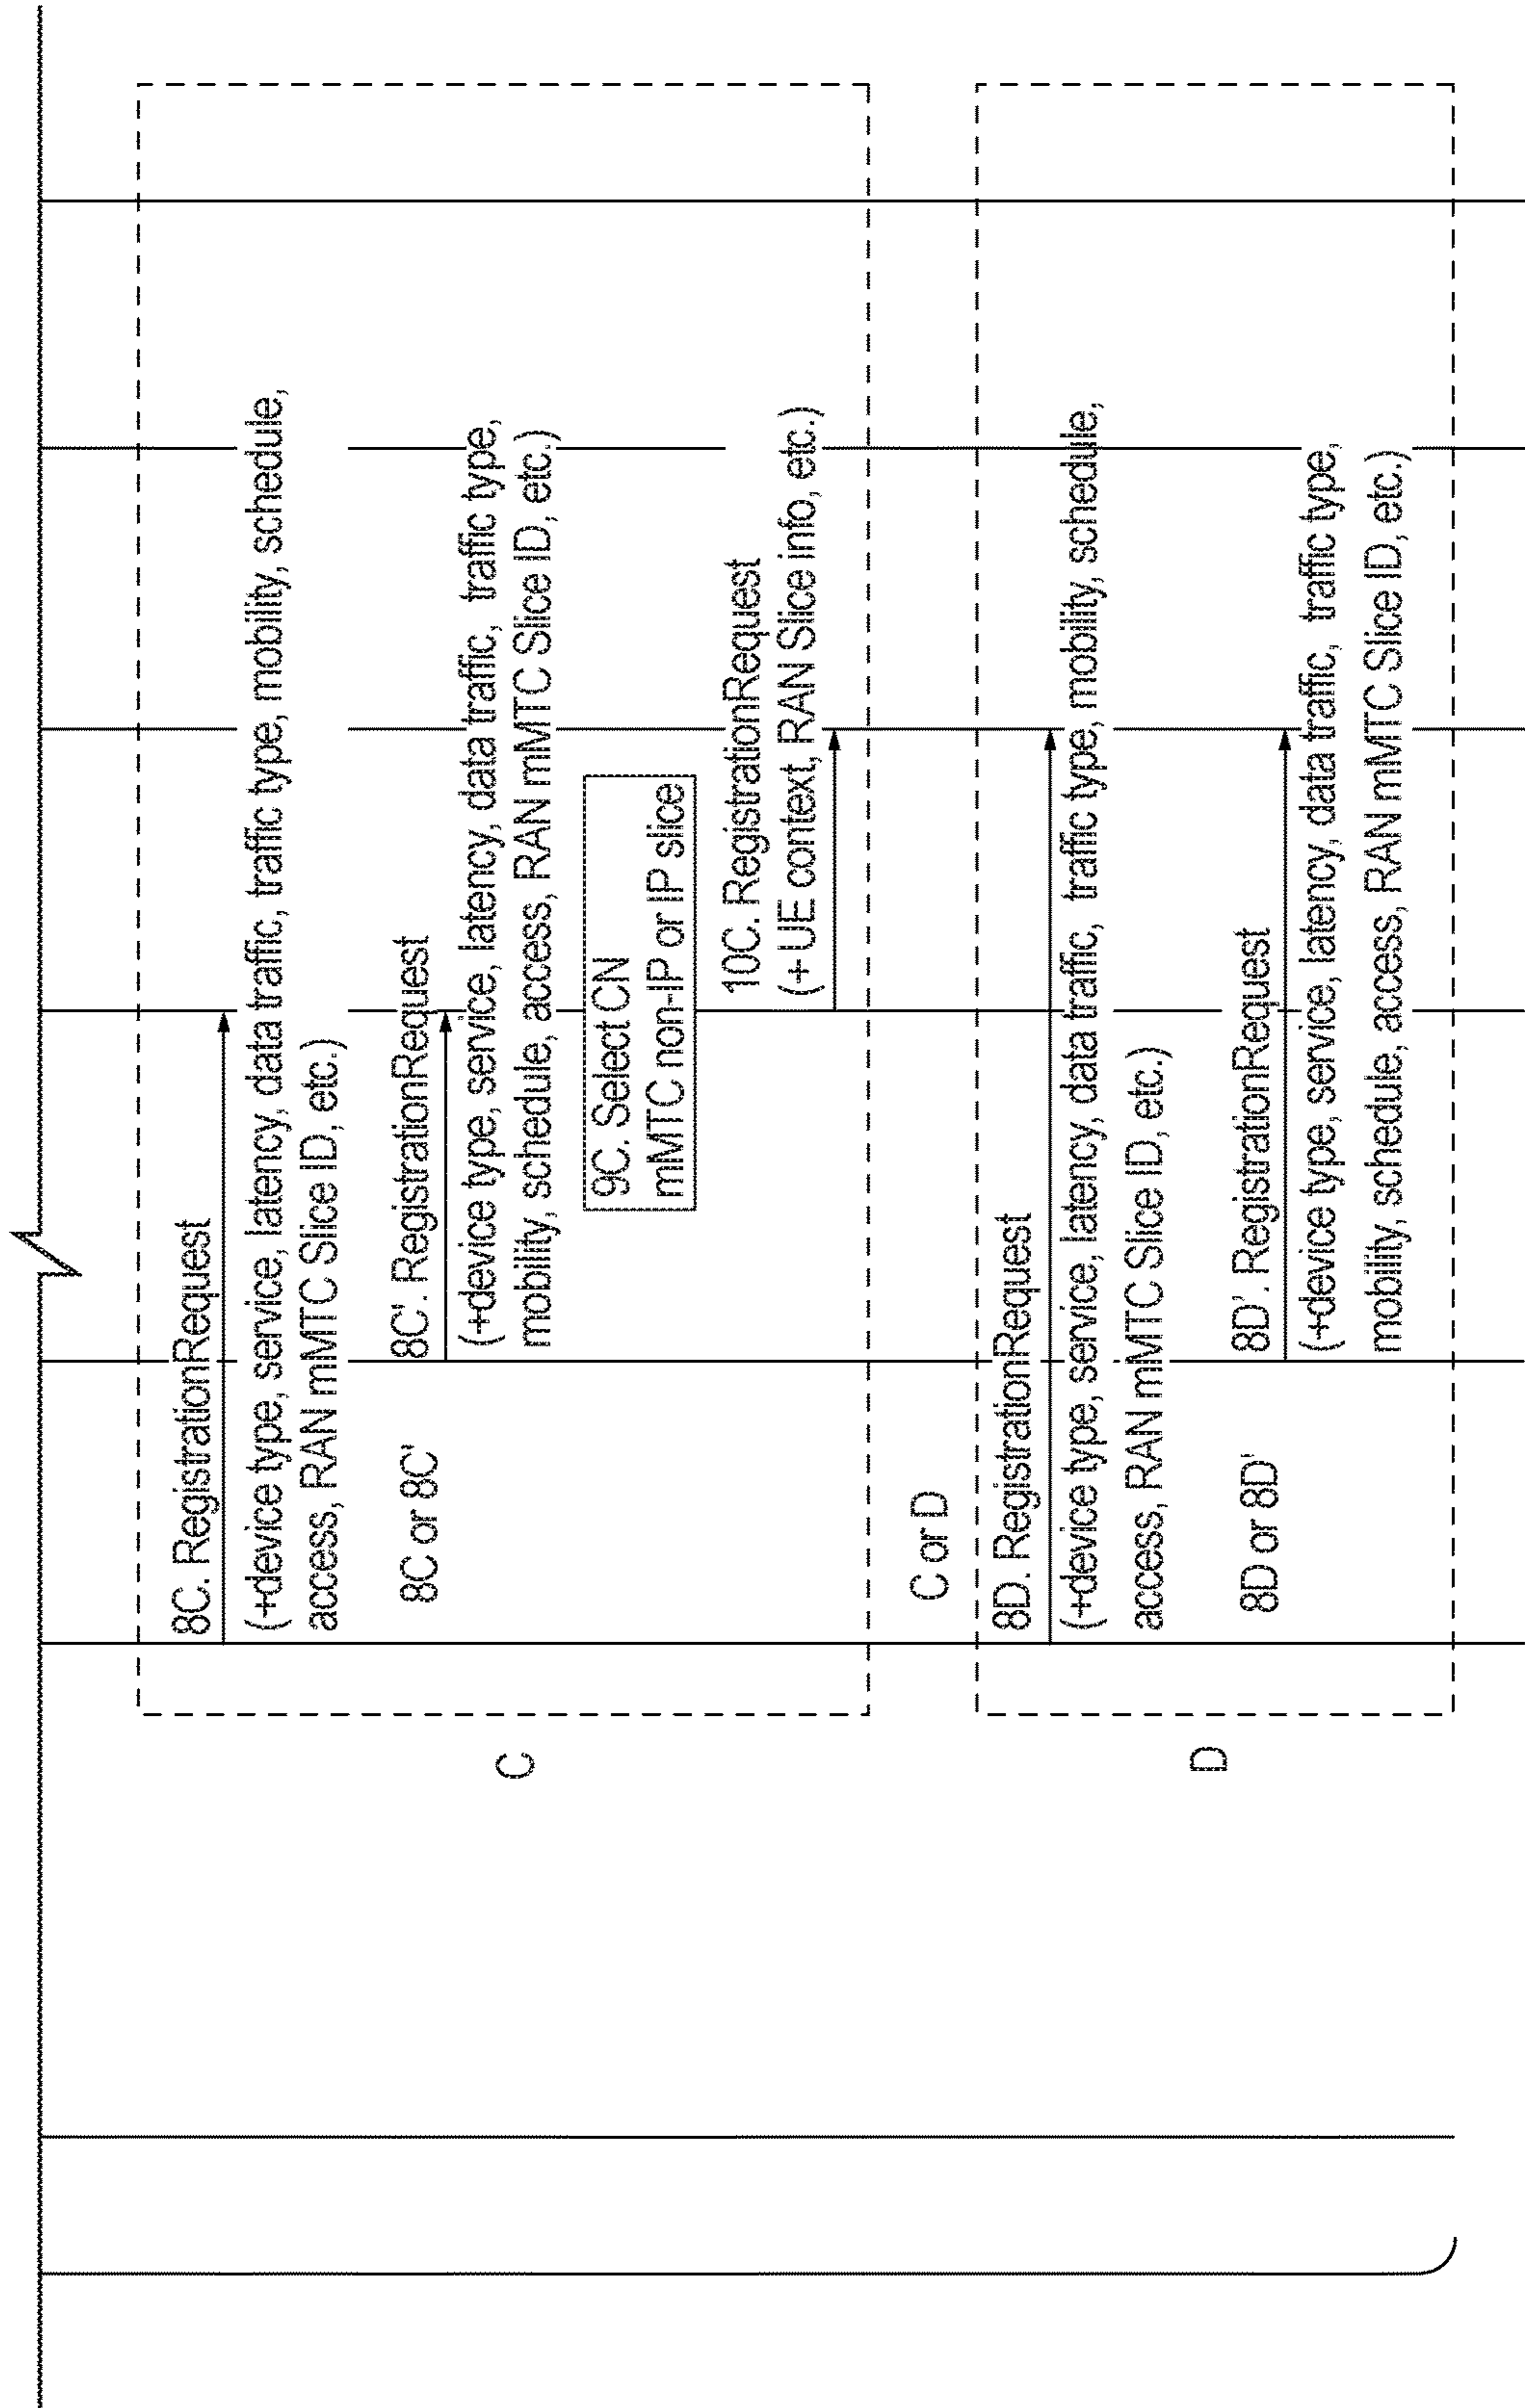 8C. RegistrationRequest
(+device type, service, latency, data traffic, traffic type, mobility, schedule,
access, RAN mMTC Slice ID, etc.)
8C or 8C'
8C'. RegistrationRequest
(+device type, service, latency, data traffic, traffic type,
mobility, schedule, access, RAN mMTC Slice ID, etc.)
C
9C. Select CN
mMTC non-IP or IP slice
10C. RegistrationRequest
(+ UE context, RAN Slice info, etc.)
C or D
8D. RegistrationRequest
(+device type, service, latency, data traffic, traffic type, mobility, schedule,
access, RAN mMTC Slice ID, etc.)
D
8D or 8D'
8D'. RegistrationRequest
(+device type, service, latency, data traffic, traffic type,
mobility, schedule, access, RAN mMTC Slice ID, etc.)